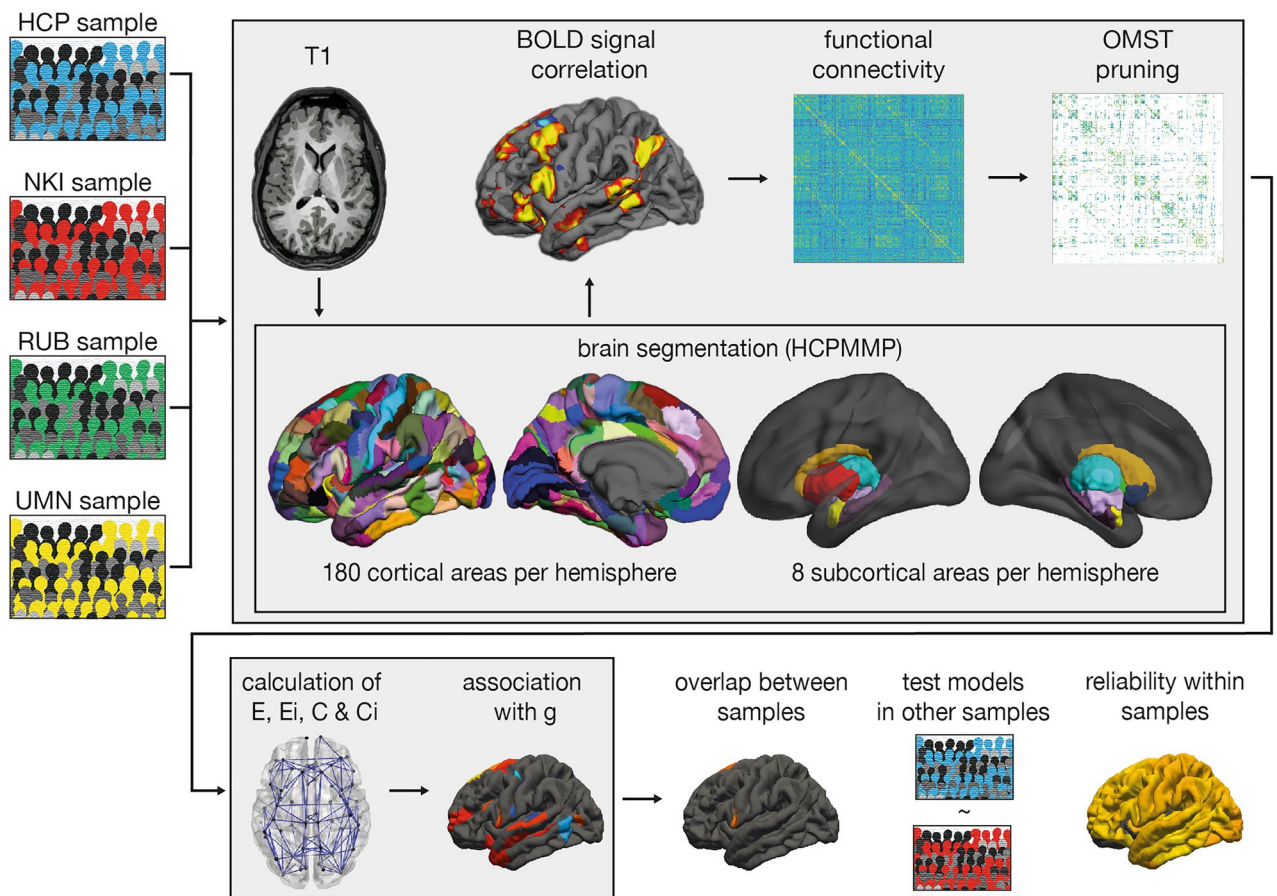 HCP sample
NKI sample
RUB sample
UMN sample
T1
BOLD signal
correlation
functional
connectivity
OMST
pruning
brain segmentation (HCPMMP)
180 cortical areas per hemisphere
8 subcortical areas per hemisphere
calculation of
E, Ei, C & Ci
association
with g
overlap between
samples
test models
in other samples
~
reliability within
samples